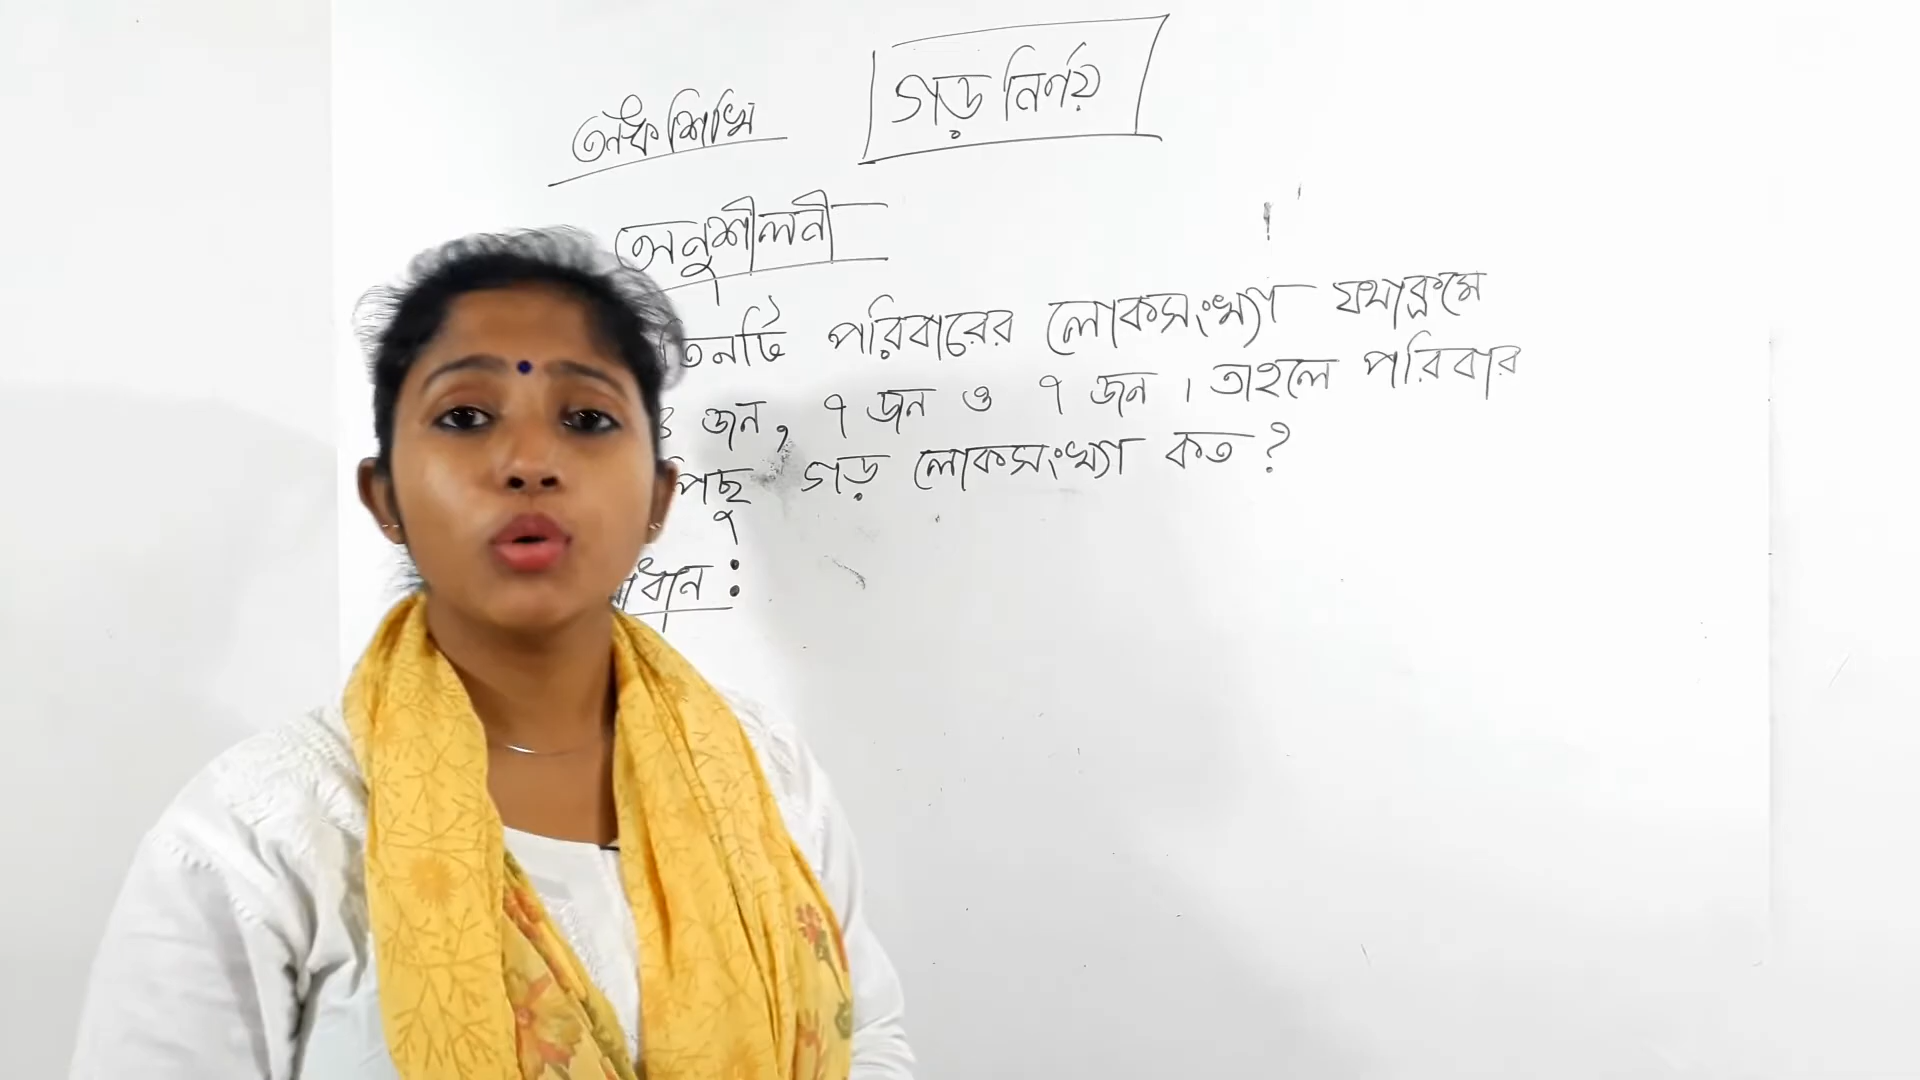 অংক শিখি
গড় নির্ণয়
অনুশীলনী
তিনটি পরিবারের লোকসংখ্যা যথাক্রমে
জন, ৭ জন ও ৭ জন । তাহলে পরিবার
পিছু গড় লোকসংখ্যা কত ?